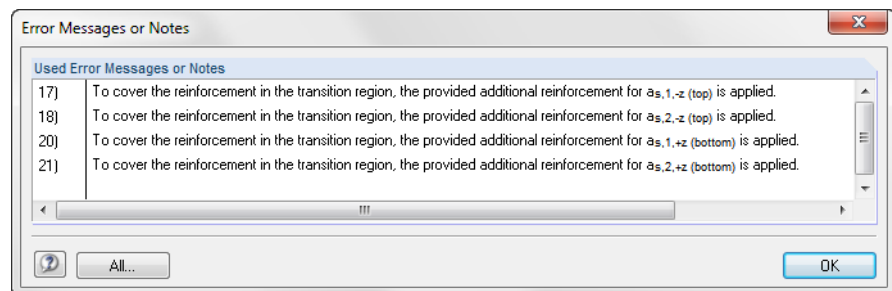 Error Messages or Notes
Used Error Messages or Notes
17) To cover the reinforcement in the transition region, the provided additional reinforcement for as,1,-z (top) is applied.
18) To cover the reinforcement in the transition region, the provided additional reinforcement for as,2,-z (top) is applied.
20) To cover the reinforcement in the transition region, the provided additional reinforcement for as,1,+z (bottom) is applied.
21) To cover the reinforcement in the transition region, the provided additional reinforcement for as,2,+z (bottom) is applied.
All...
OK